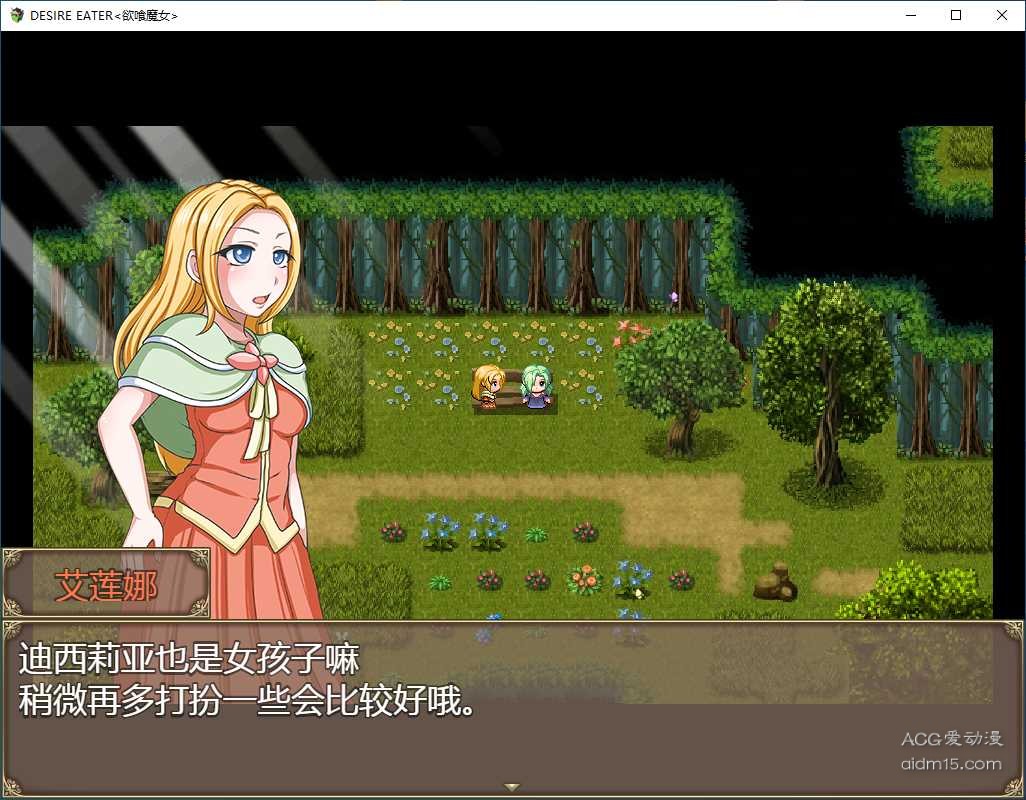 DESIRE EATER<欲喰魔女>
艾莲娜
迪西莉亚也是女孩子嘛
稍微再多打扮一些会比较好哦。
ACG爱动漫
aidm15.com